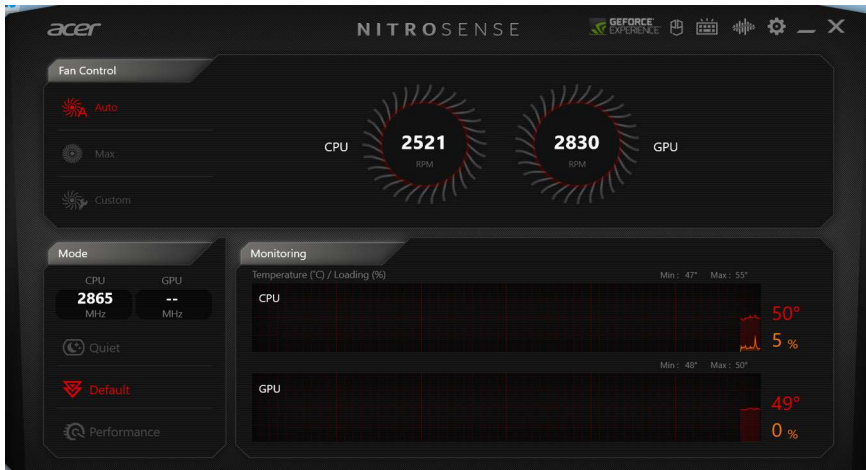 acer
NITROSENSE
GEFORCE
EXPERIENCE
Fan Control
Auto
Max
Custom
CPU
2521
RPM
2830
RPM
GPU
Mode
CPU GPU
2865 --
MHz MHz
Quiet
Default
Performance
Monitoring
Temperature (°C) / Loading (%)
Min: 47° Max: 55°
CPU
50°
5 %
Min: 48° Max: 50°
GPU
49°
0 %